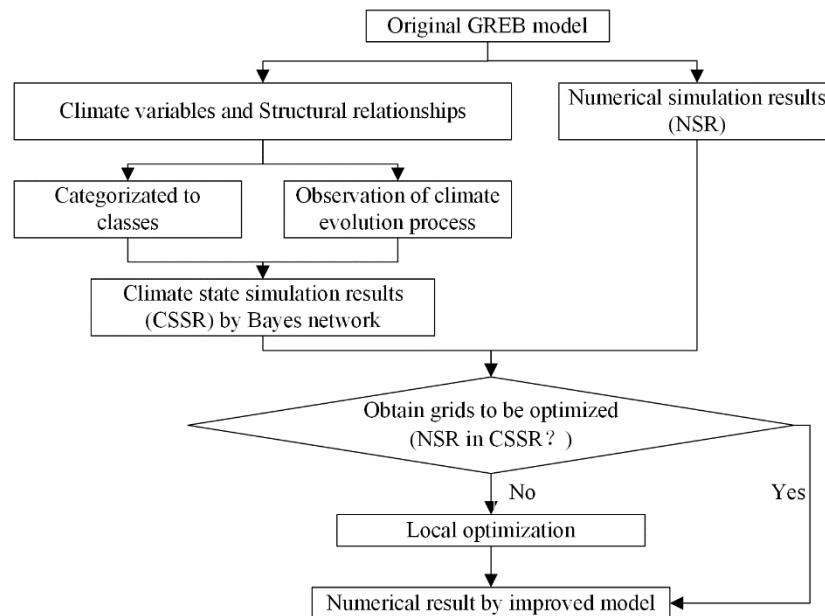 Original GREB model
Climate variables and Structural relationships
Numerical simulation results
(NSR)
Categorizated to
classes
Observation of climate
evolution process
Climate state simulation results
(CSSR) by Bayes network
Obtain grids to be optimized
(NSR in CSSR？)
No
Yes
Local optimization
Numerical result by improved model